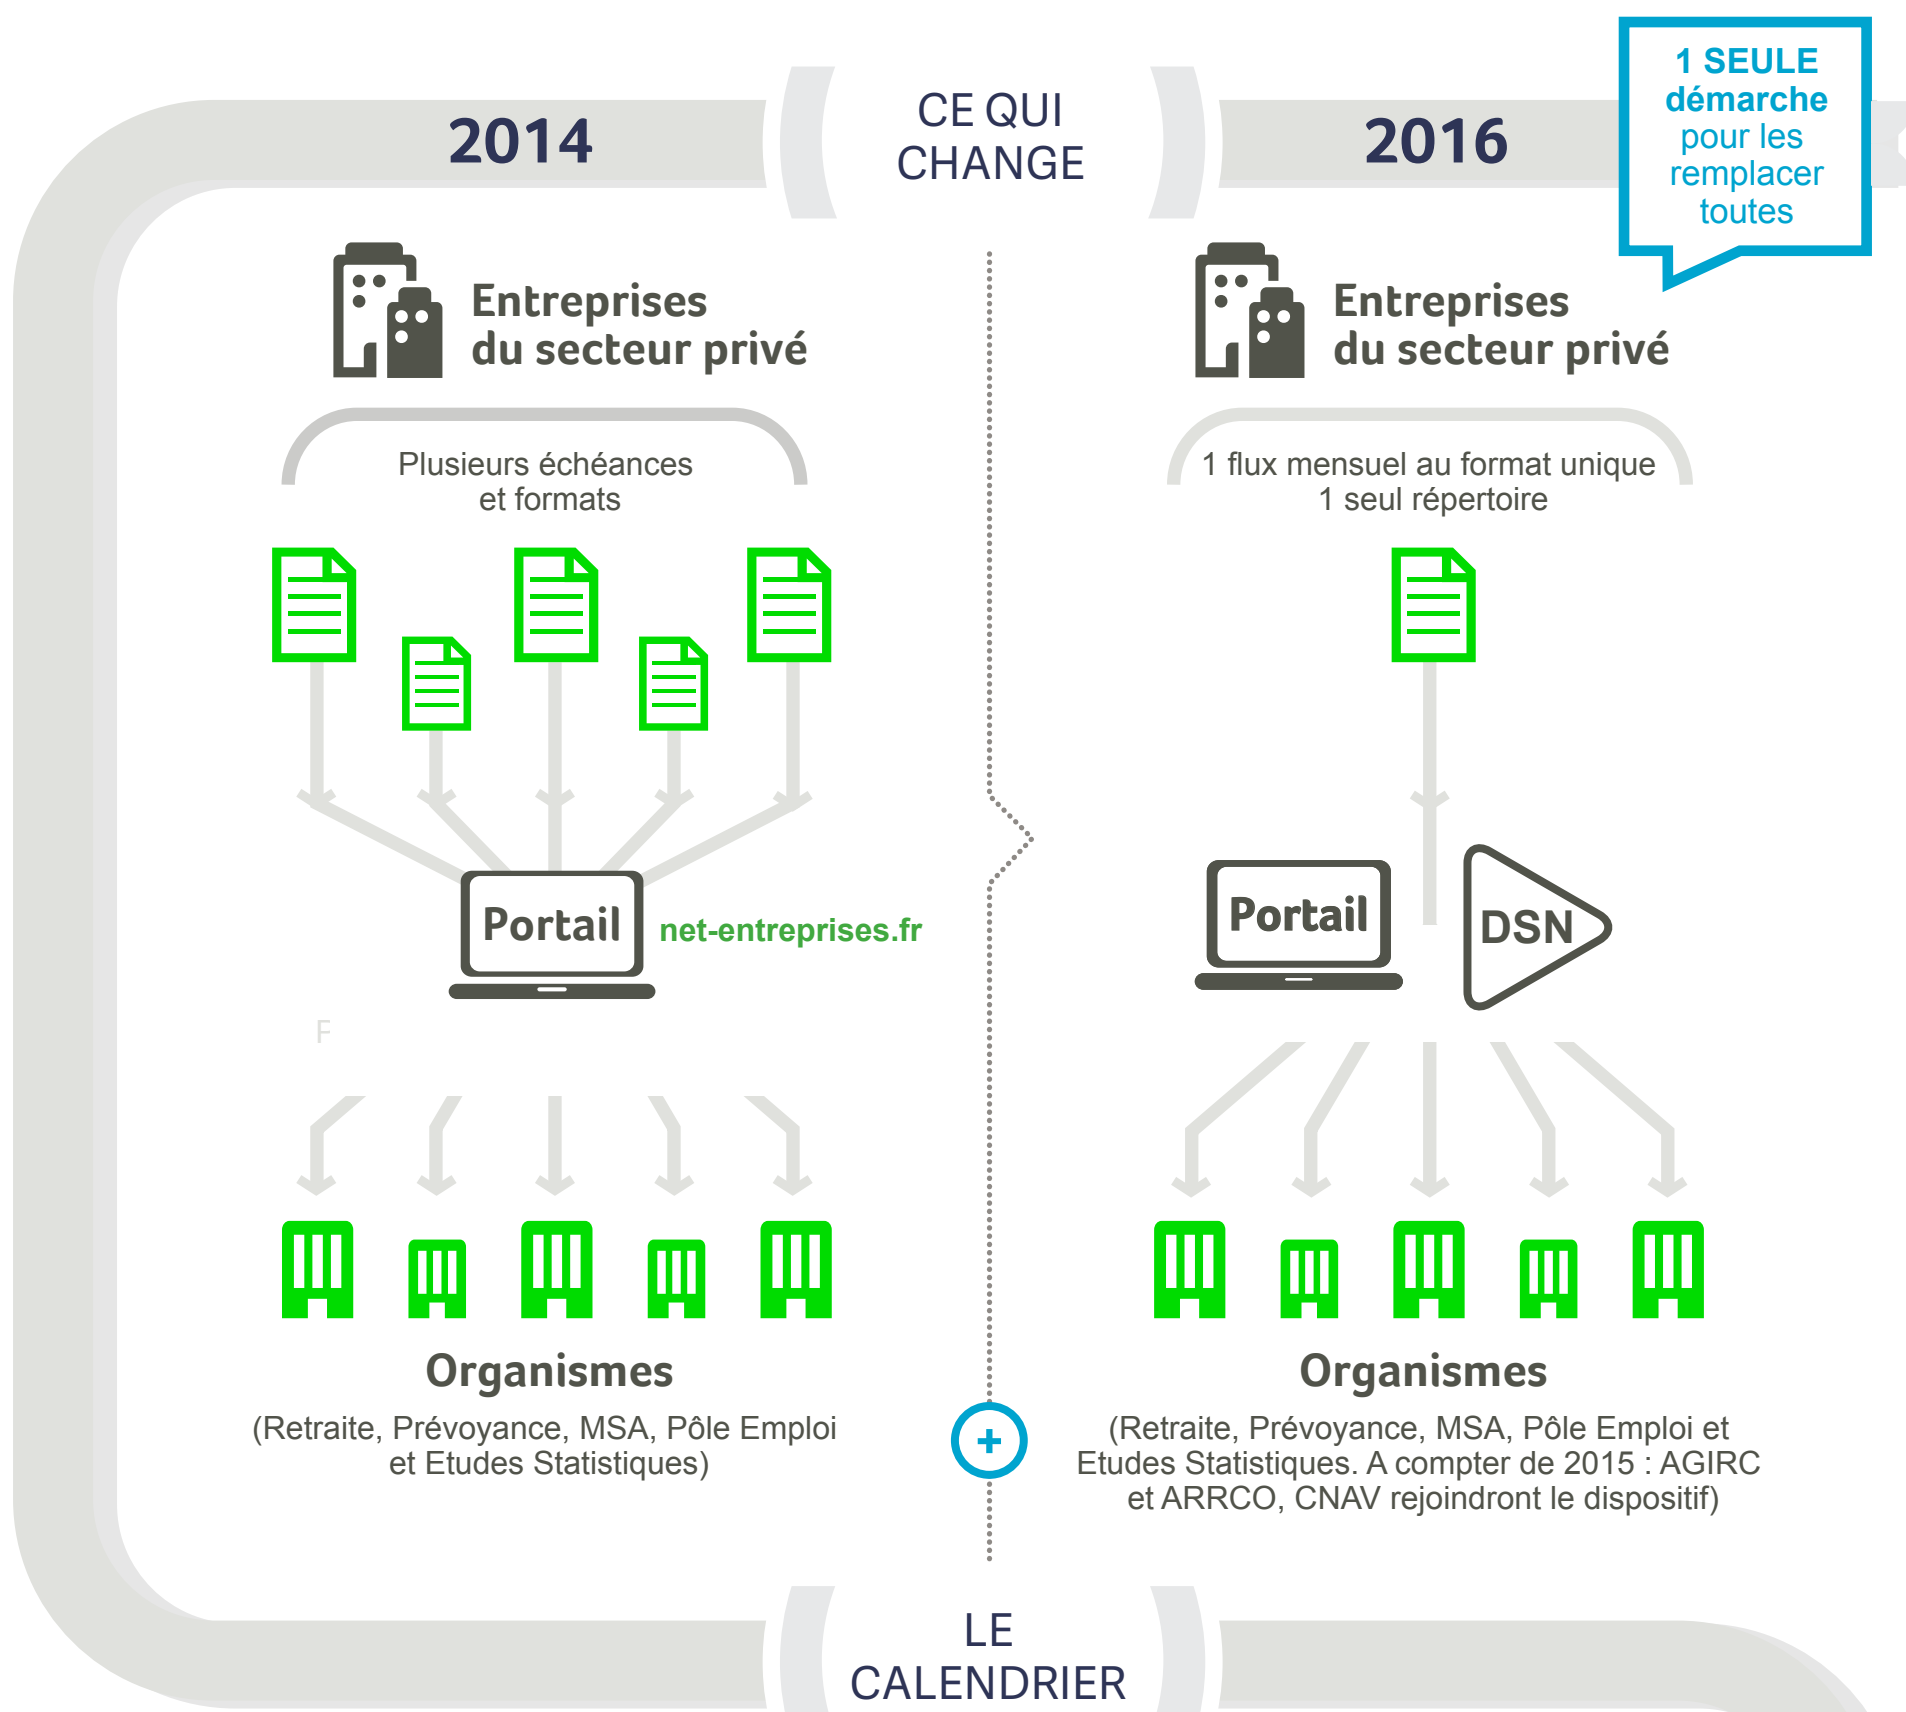 2014
CE QUI
CHANGE
2016
1 SEULE
démarche
pour les
remplacer
toutes
Entreprises
du secteur privé
Plusieurs échéances
et formats
Portail
net-entreprises.fr
F
Organismes
(Retraite, Prévoyance, MSA, Pôle Emploi
et Etudes Statistiques)
Entreprises
du secteur privé
1 flux mensuel au format unique
1 seul répertoire
Portail
DSN
Organismes
(Retraite, Prévoyance, MSA, Pôle Emploi et
Etudes Statistiques. A compter de 2015 : AGIRC
et ARRCO, CNAV rejoindront le dispositif)
+
LE
CALENDRIER